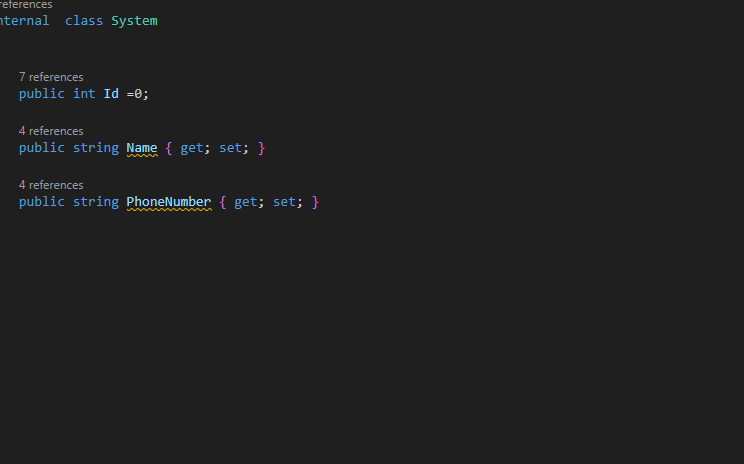 references
nternal  class System
7 references
public int Id =0;
4 references
public string Name { get; set; }
4 references
public string PhoneNumber { get; set; }